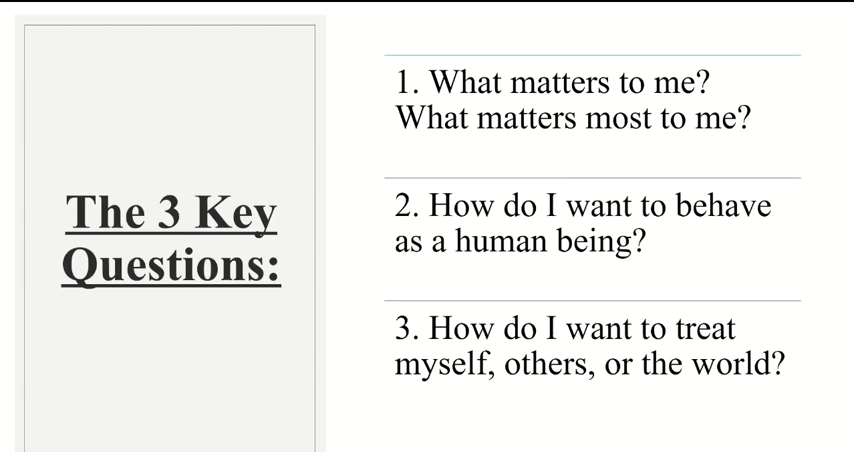 The 3 Key
Questions:
1. What matters to me?
What matters most to me?
2. How do I want to behave
as a human being?
3. How do I want to treat
myself, others, or the world?